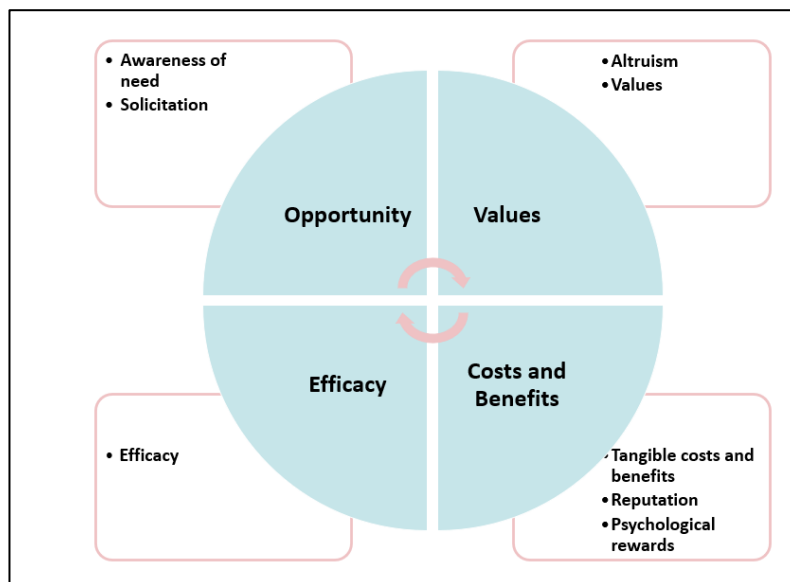 • Awareness of
need
• Solicitation
•Altruism
•Values
Opportunity
Values
Efficacy
Costs and
Benefits
• Efficacy
•Tangible costs and
benefits
•Reputation
•Psychological
rewards